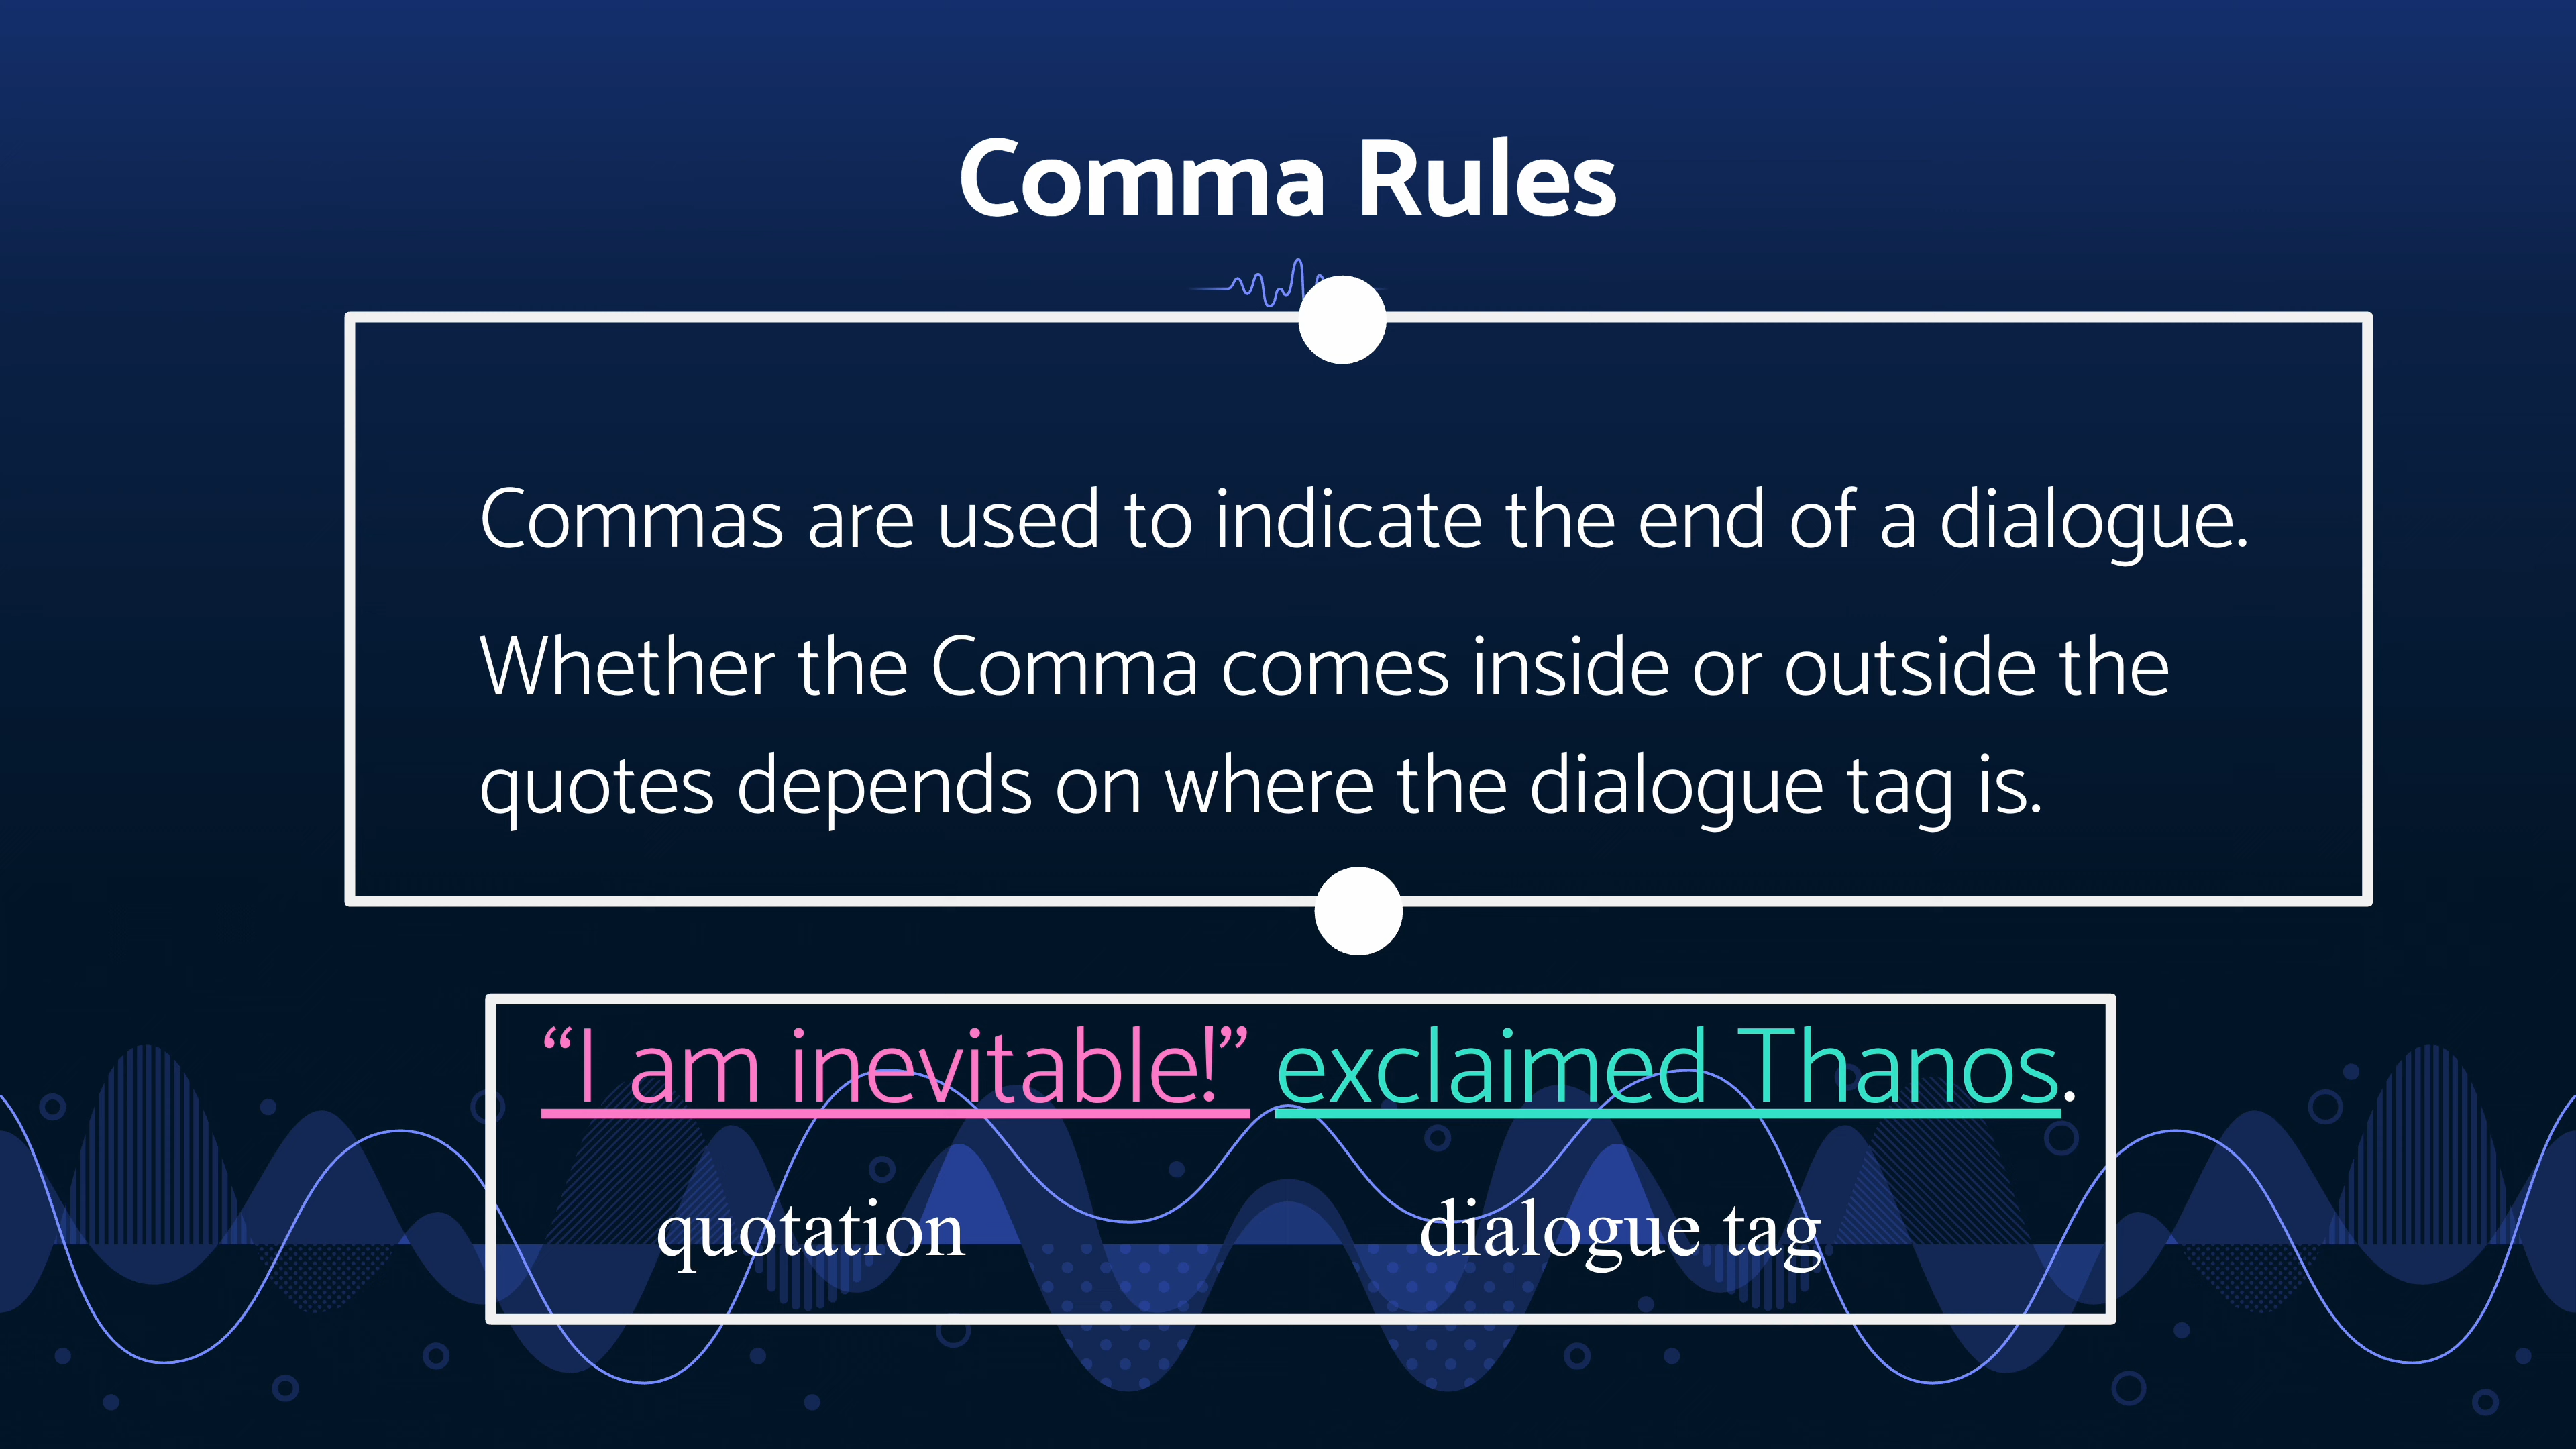 Comma Rules
Commas are used to indicate the end of a dialogue.
Whether the Comma comes inside or outside the
quotes depends on where the dialogue tag is.
“I am inevitable!” exclaimed Thanos.
quotation dialogue tag